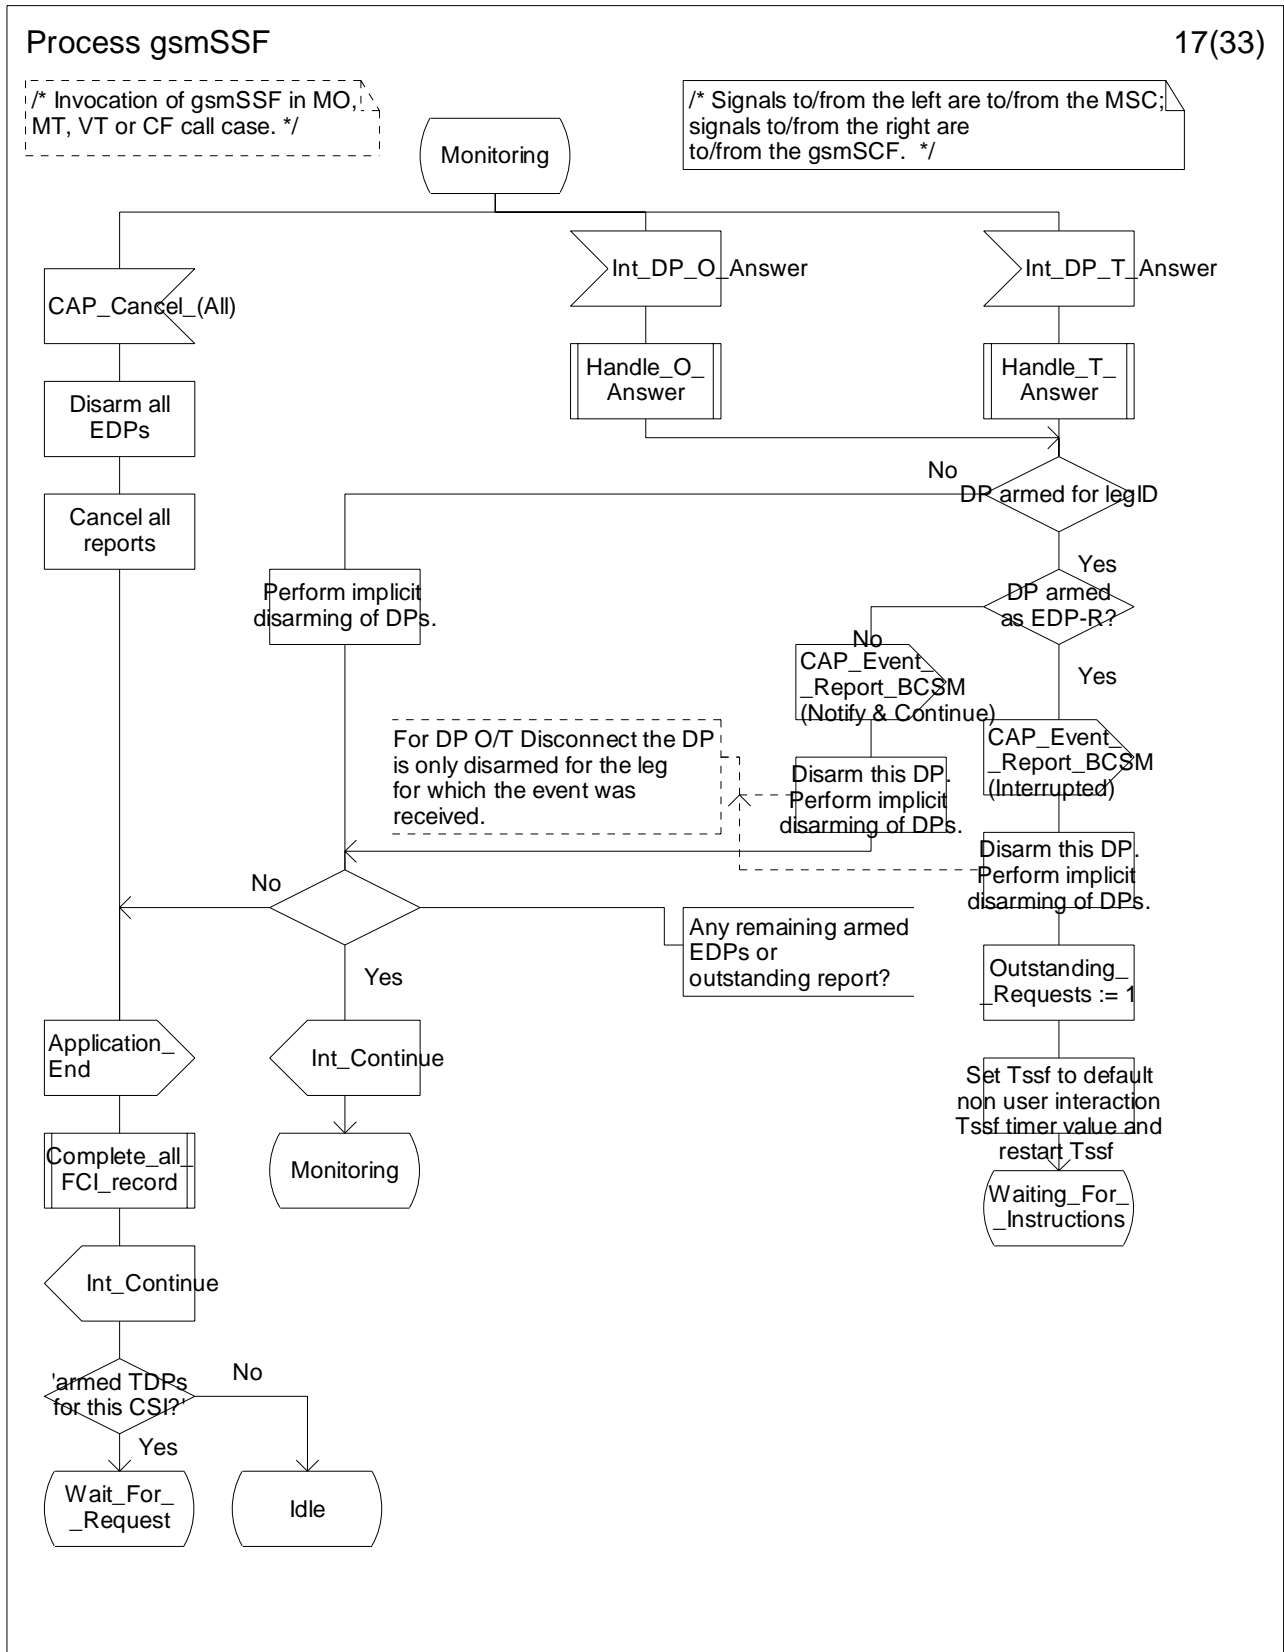 Process gsmSSF
17(33)
/* Invocation of gsmSSF in MO,
MT, VT or CF call case. */
/* Signals to/from the left are to/from the MSC;
signals to/from the right are
to/from the gsmSCF.  */
Monitoring
CAP_Cancel_(All)
Int_DP_O_Answer
Int_DP_T_Answer
Handle_O_
Answer
Handle_T_
Answer
Disarm all
EDPs
Cancel all
reports
No
DP armed for legID
Yes
Perform implicit
disarming of DPs.
DP armed
as EDP-R?
No
Yes
CAP_Event_
_Report_BCSM
(Notify & Continue)
CAP_Event_
_Report_BCSM
(Interrupted)
For DP O/T Disconnect the DP
is only disarmed for the leg
for which the event was
received.
Disarm this DP.
Perform implicit
disarming of DPs.
Disarm this DP.
Perform implicit
disarming of DPs.
No
Yes
Any remaining armed
EDPs or
outstanding report?
Outstanding_
_Requests := 1
Application_
End
Int_Continue
Set Tssf to default
non user interaction
Tssf timer value and
restart Tssf
Complete_all_
FCI_record
Monitoring
Waiting_For_
_Instructions
Int_Continue
'armed TDPs
for this CSI?'
No
Yes
Wait_For_
_Request
Idle